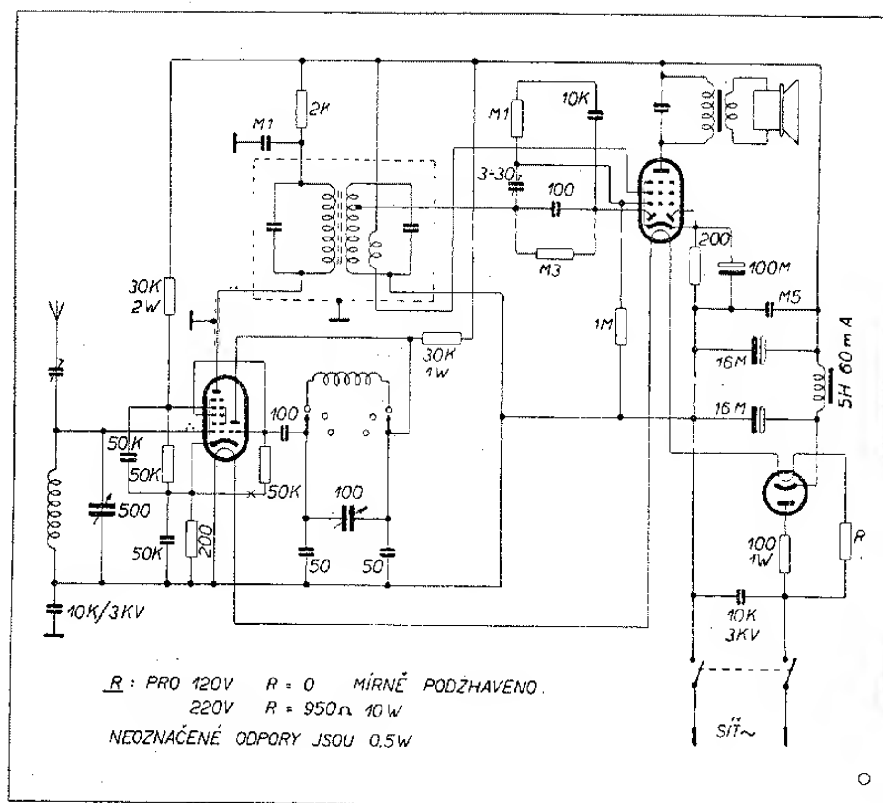 2K
M1
M1
10K
3-30
100
M3
200
100M
M5
1M
16M
16M
5H 60mA
30K
2W
30K
1W
100
50K
50K
50K
500
100
50K
200
50
50
10K/3KV
100
1W
R
10K
3KV
R: PRO 120V R = 0 MÍRNĚ PODŽHAVENO.
220V R = 950Ω 10W
NEOZNAČENÉ ODPORY JSOU 0.5W
SÍŤ~